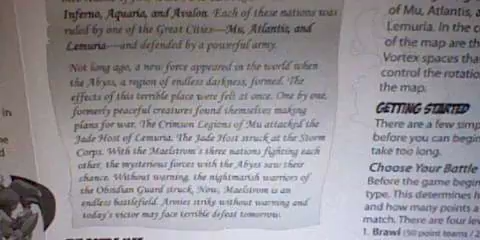 Inferno, Aquaria, and Avalon. Each of these nations was
ruled by one of the Great Cities—Mu, Atlantis, and
Lemuria.—and defended by a powerful army.
Not long ago, a new force appeared in the world when
the Abyss, a region of endless darkness, formed. The
effects of this terrible place were felt at once. One by one,
formerly peaceful creatures found themselves making
plans for war. The Crimson Legions of Mu attacked the
Jade Host of Lemuria. The Jade Host struck at the Storm
Corps. With the Maelstrom's three nations fighting each
other, the mysterious forces with the Abyss saw their
chance. Without warning, the nightmarish warriors of
the Obsidian Guard struck. Now, Maelstrom is an
endless battlefield. Armies strike without warning and
today's victor may face terrible defeat tomorrow.
in
of Mu, Atlantis, a
Lemuria. In the c
of the map are th
Vortex spaces tha
control the rotatio
the map.
GETTING STARTED
There are a few simp
before you can begin
take too long.
Choose Your Battle
Before the game begin
type. This determines h
and how many points a
match. There are four lev
1. Brawl (50 point teams / 2